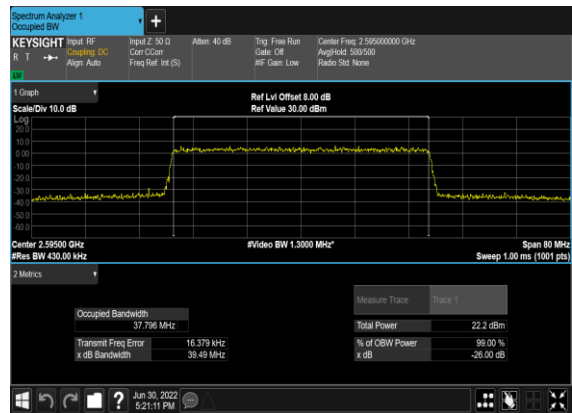 Spectrum Analyzer 1
Occupied BW
+
KEYSIGHT
R T
LW
Input: RF
Coupling: DC
Align: Auto
Input Z: 50 Ω
Corr CCorr
Freq Ref: Int (S)
Atten: 40 dB
Trig: Free Run
Gate: Off
#IF Gain: Low
Center Freq: 2.595000000 GHz
Avg|Hold: 500/500
Radio Std: None
1 Graph
Scale/Div 10.0 dB
Ref Lvl Offset 8.00 dB
Ref Value 30.00 dBm
Log
20.0
10.0
0.00
-10.0
-20.0
-30.0
-40.0
-50.0
-60.0
Center 2.59500 GHz
#Video BW 1.3000 MHz*
Span 80 MHz
#Res BW 430.00 kHz
Sweep 1.00 ms (1001 pts)
2 Metrics
Measure Trace
Trace 1
Occupied Bandwidth
37.796 MHz
Total Power
22.2 dBm
Transmit Freq Error
16.379 kHz
% of OBW Power
99.00 %
x dB Bandwidth
39.49 MHz
x dB
-26.00 dB
?
Jun 30, 2022
5:21:11 PM